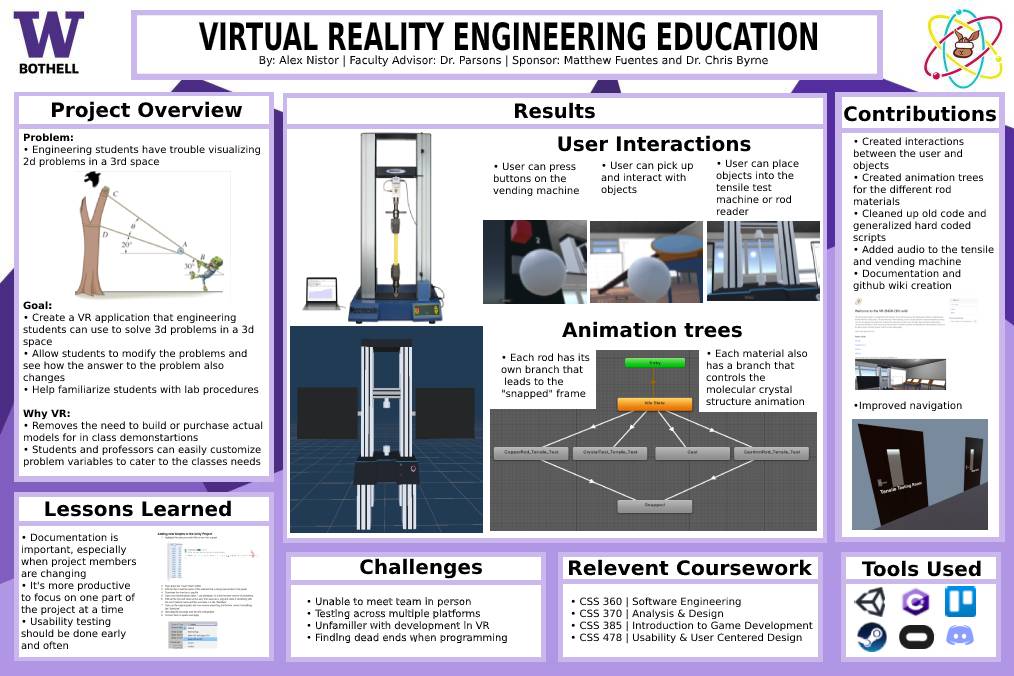 W
BOTHELL
VIRTUAL REALITY ENGINEERING EDUCATION
By: Alex Nistor | Faculty Advisor: Dr. Parsons | Sponsor: Matthew Fuentes and Dr. Chris Byrne
Project Overview
Problem:
• Engineering students have trouble visualizing
2d problems in a 3rd space
C
D
θ
20°
A
30°
B
Goal:
• Create a VR application that engineering
students can use to solve 3d problems in a 3d
space
• Allow students to modify the problems and
see how the answer to the problem also
changes
• Help familiarize students with lab procedures
Why VR:
• Removes the need to build or purchase actual
models for in class demonstartions
• Students and professors can easily customize
problem variables to cater to the classes needs
Lessons Learned
• Documentation is
important, especially
when project members
are changing
• It's more productive
to focus on one part of
the project at a time
• Usability testing
should be done early
and often
Results
User Interactions
• User can press
buttons on the
vending machine
• User can pick up
and interact with
objects
• User can place
objects into the
tensile test
machine or rod
reader
Animation trees
• Each rod has its
own branch that
leads to the
"snapped" frame
• Each material also
has a branch that
controls the
molecular crystal
structure animation
Entry
Idle State
CopperRod_Tensile_Test
Snapped
Challenges
• Unable to meet team in person
• Testing across multiple platforms
• Unfamiller with development in VR
• Finding dead ends when programming
Relevent Coursework
• CSS 360 | Software Engineering
• CSS 370 | Analysis & Design
• CSS 385 | Introduction to Game Development
• CSS 478 | Usability & User Centered Design
Contributions
• Created interactions
between the user and
objects
• Created animation trees
for the different rod
materials
• Cleaned up old code and
generalized hard coded
scripts
• Added audio to the tensile
and vending machine
• Documentation and
github wiki creation
•Improved navigation
Tensile Testing Room
Tools Used